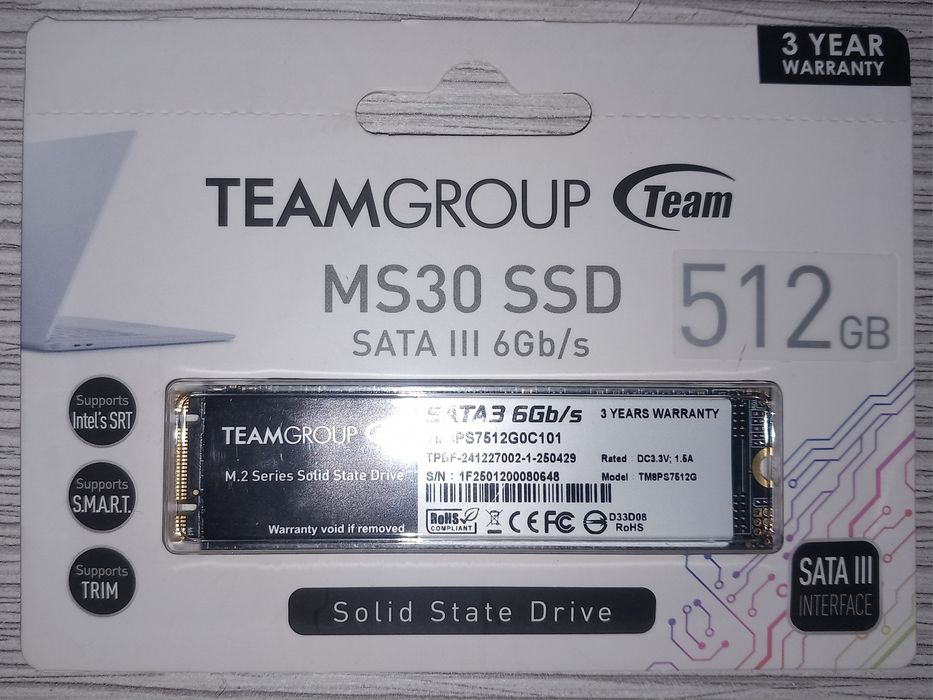 3 YEAR
WARRANTY
TEAMGROUP Team
MS30 SSD
SATA III 6Gb/s
512GB
Supports
Intel's SRT
Supports
S.M.A.R.T.
Supports
TRIM
TEAMGROUP
M.2 Series Solid State Drive
Warranty void if removed
SATA3 6Gb/s 3 YEARS WARRANTY
TPBF-241227002-1-250429 Rated : DC3.3V; 1.5A
S/N : 1F2501200080648 Model : TM8PS7512G
RoHS
COMPLIANT
CE FC D33D08
RoHS
SATA III
INTERFACE
Solid State Drive